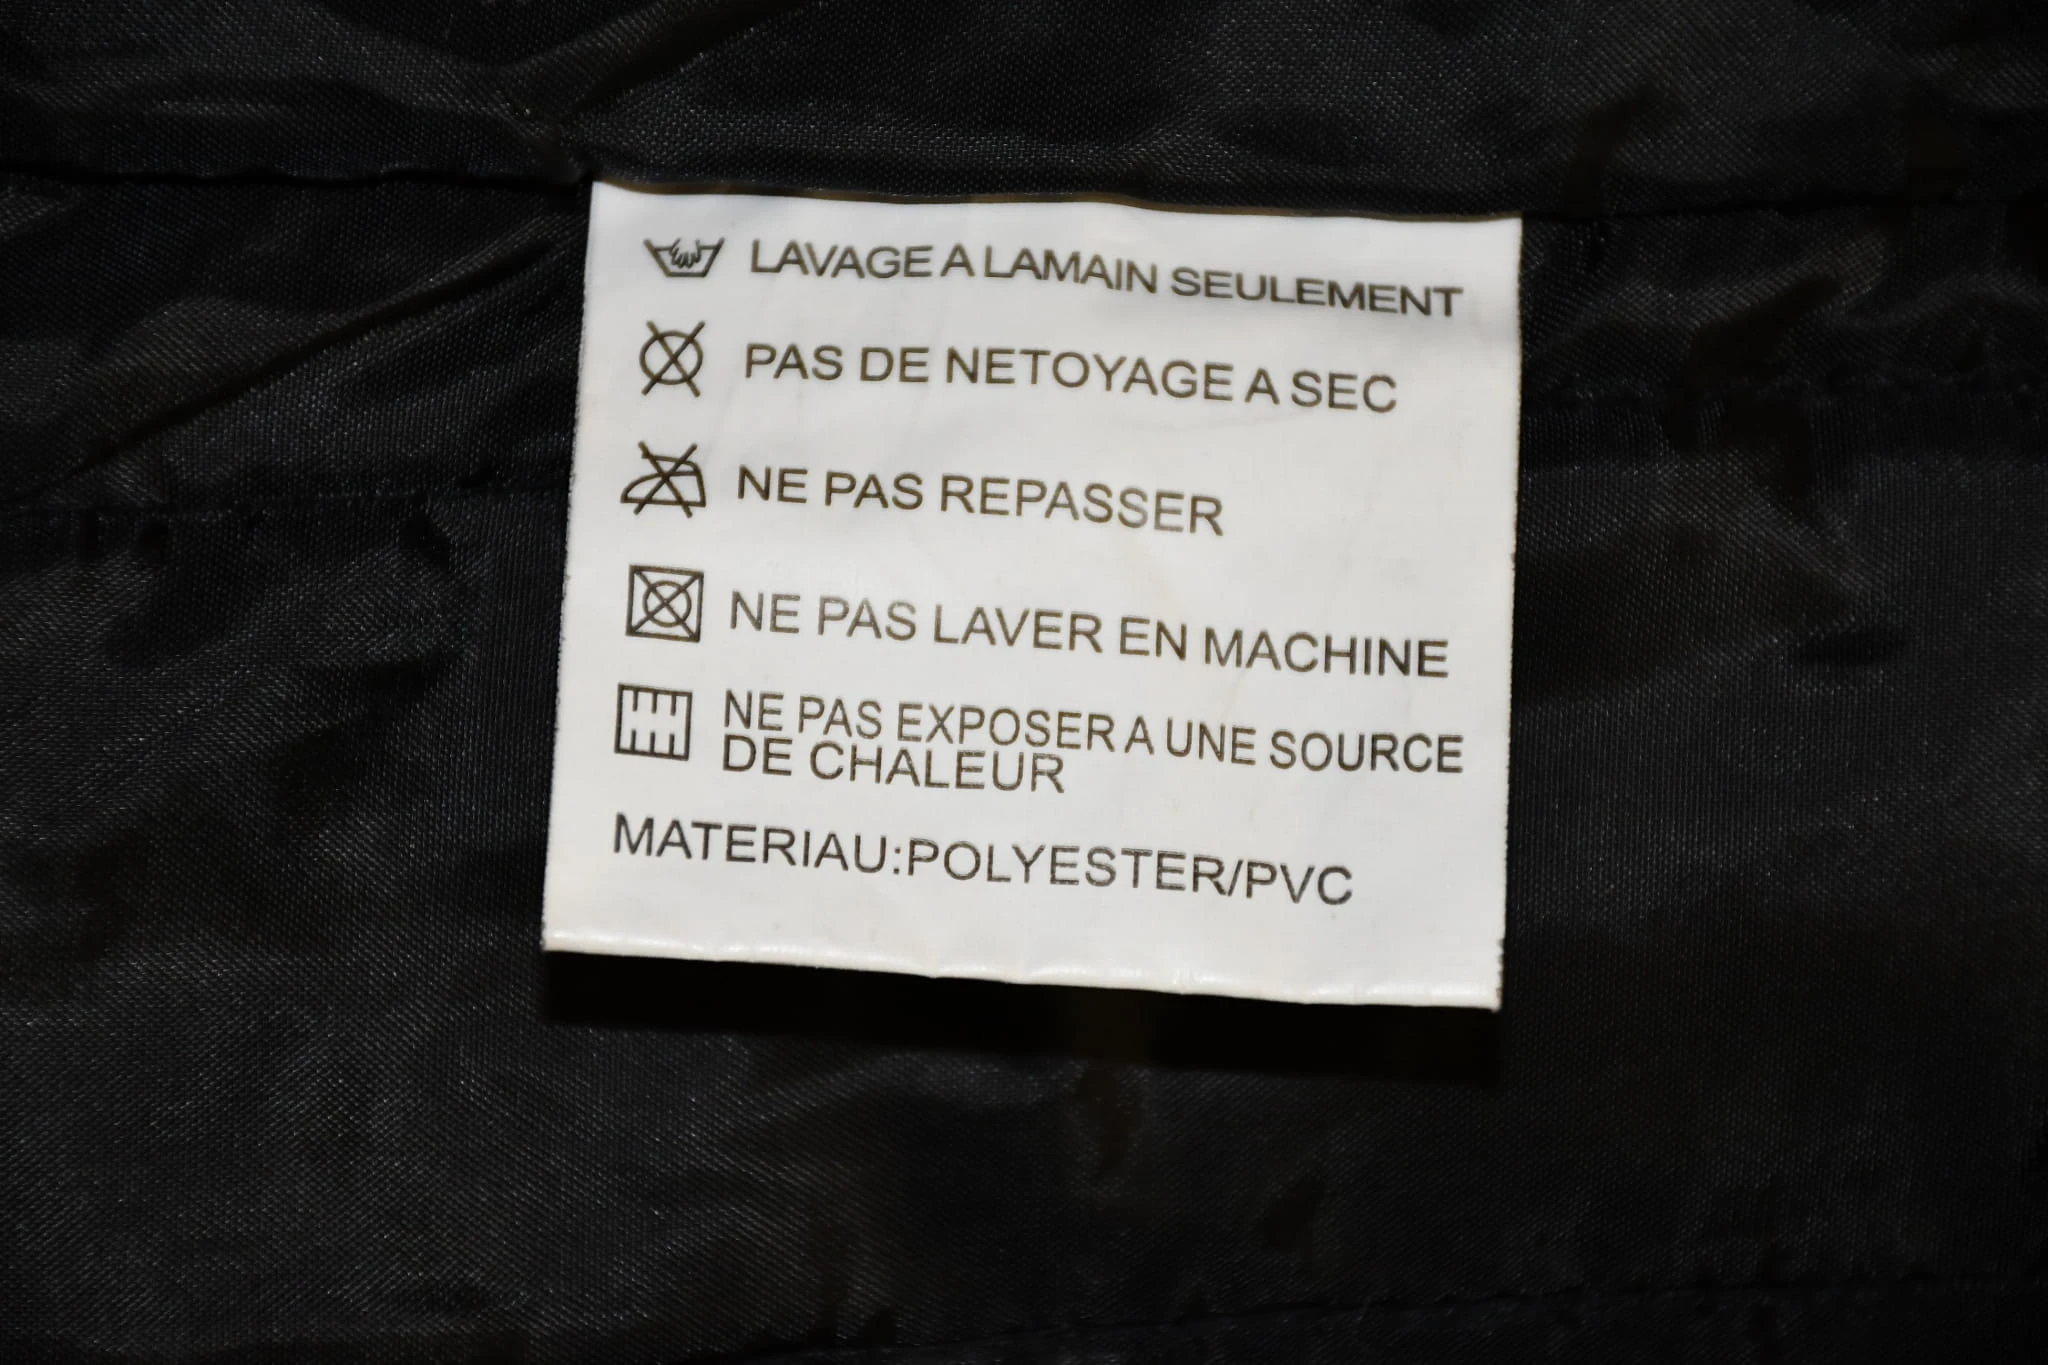 LAVAGE A LAMAIN SEULEMENT
PAS DE NETOYAGE A SEC
NE PAS REPASSER
NE PAS LAVER EN MACHINE
NE PAS EXPOSER A UNE SOURCE
DE CHALEUR
MATERIAU:POLYESTER/PVC